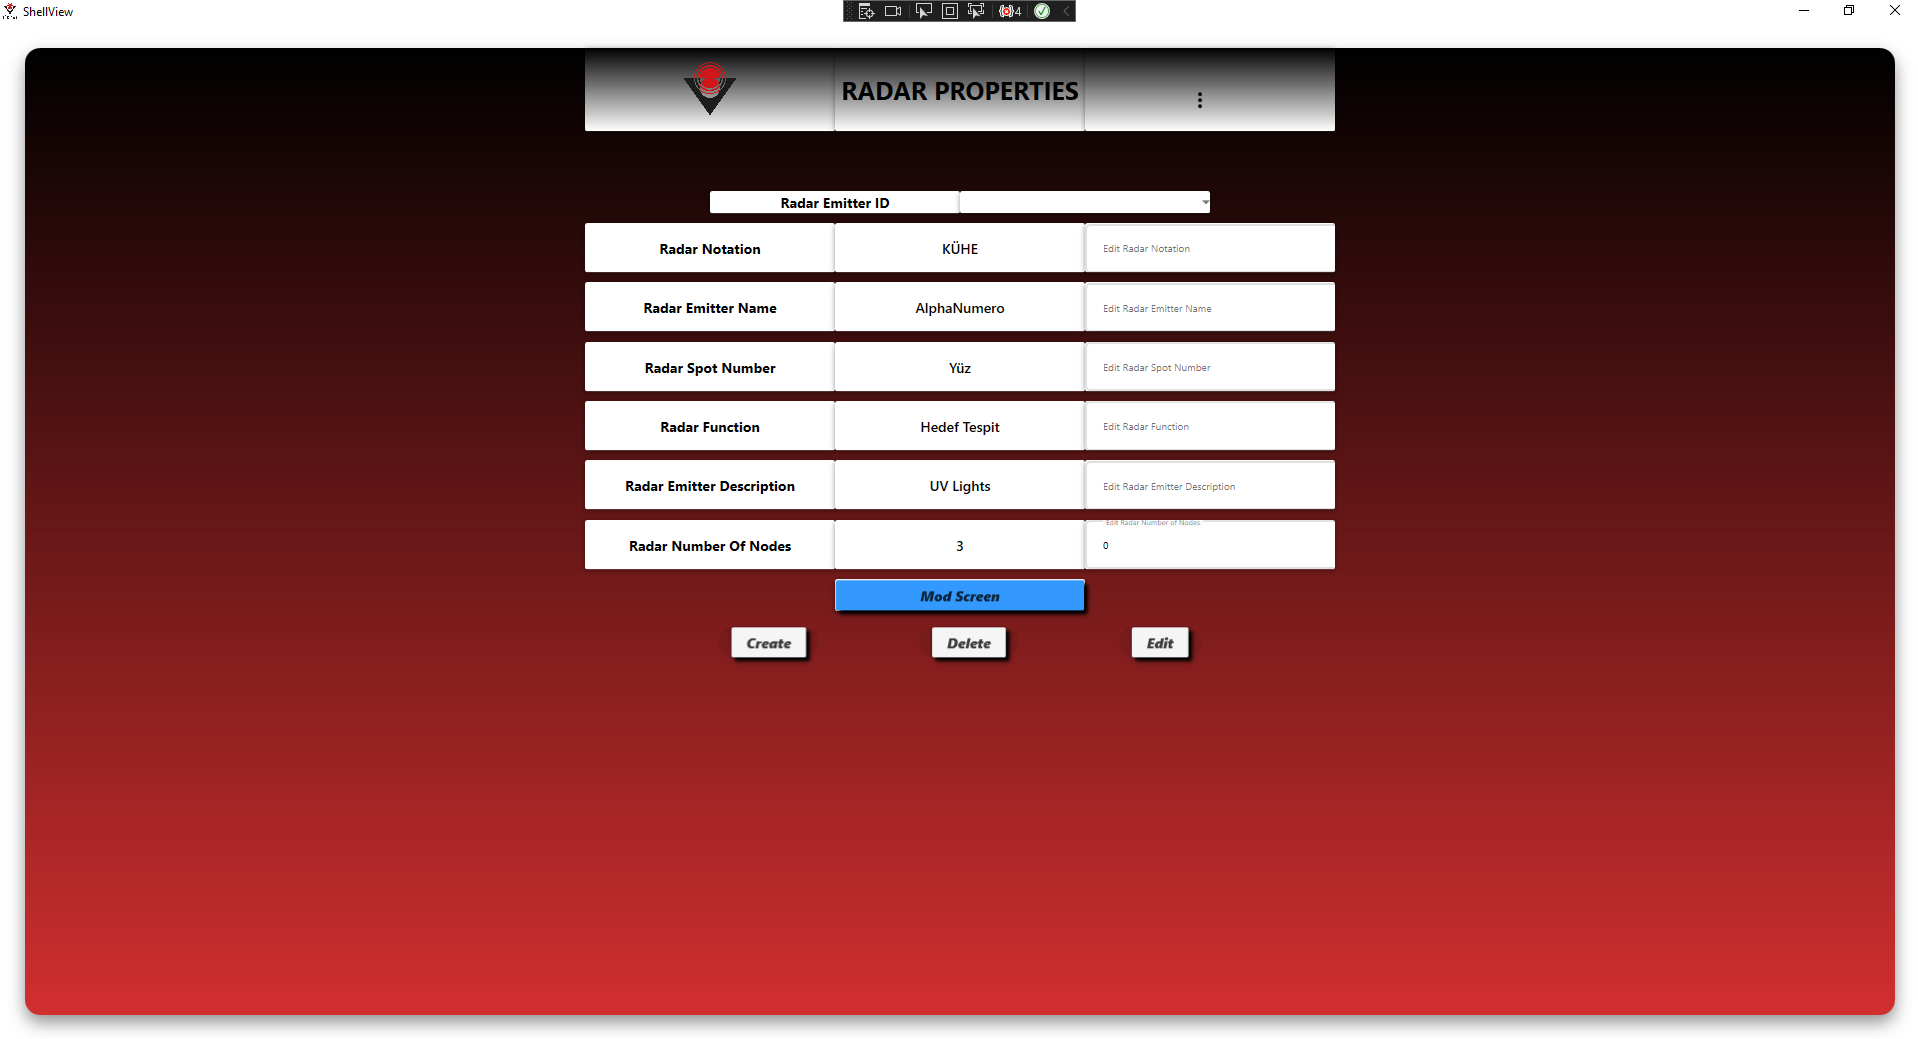 ShellView
4
RADAR PROPERTIES
Radar Emitter ID
Radar Notation KÜHE Edit Radar Notation
Radar Emitter Name AlphaNumero Edit Radar Emitter Name
Radar Spot Number Yüz Edit Radar Spot Number
Radar Function Hedef Tespit Edit Radar Function
Radar Emitter Description UV Lights Edit Radar Emitter Description
Edit Radar Number of Nodes
Radar Number Of Nodes 3 0
Mod Screen
Create Delete Edit